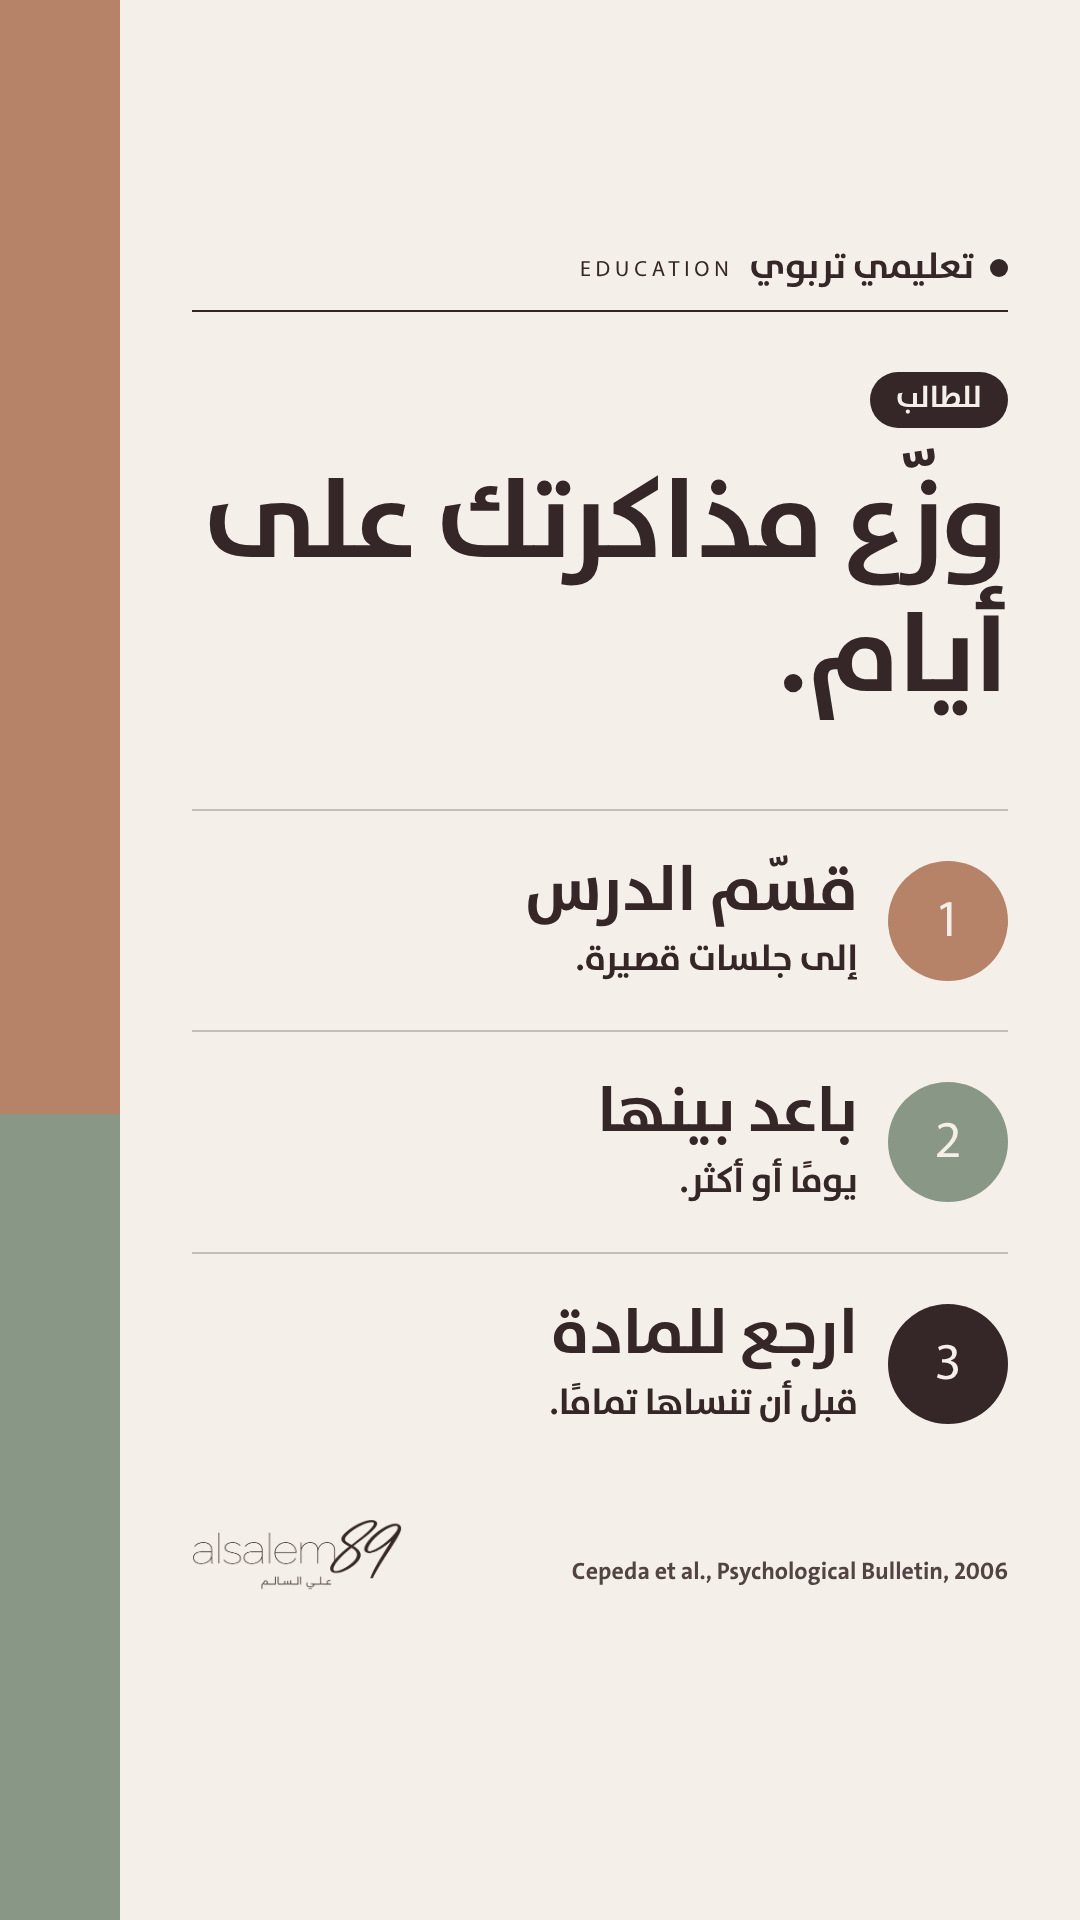 تعليمي تربوي EDUCATION
للطالب
وزّع مذاكرتك على
أيام.
1
قسّم الدرس
إلى جلسات قصيرة.
2
باعد بينها
يومًا أو أكثر.
3
ارجع للمادة
قبل أن تنساها تمامًا.
Cepeda et al., Psychological Bulletin, 2006
alsalem89
علي السالم